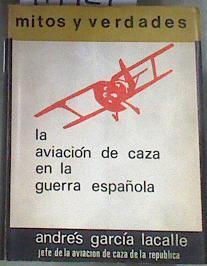 mitos y verdades
la
aviación de caza
en la
guerra española
andrés garcía lacalle
jefe de la aviacion de caza de la republica